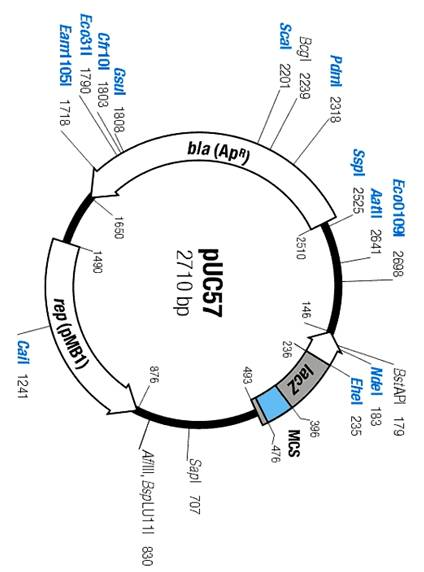 Eco0109I 2698
AatII 2641
SspI 2525
PdmI 2318
BcgI 2239
ScaI 2201
GsuI 1808
Cfr10I 1803
Eco31I 1790
Eam1105I 1718
bla (ApR)
2510
1650
1490
rep (pMB1)
876
CaiI 1241
pUC57
2710 bp
146
236
lacZ
396
MCS
476
493
BstAPI 179
NdeI 183
EheI 235
SapI 707
AflIII, BspLU11I 830